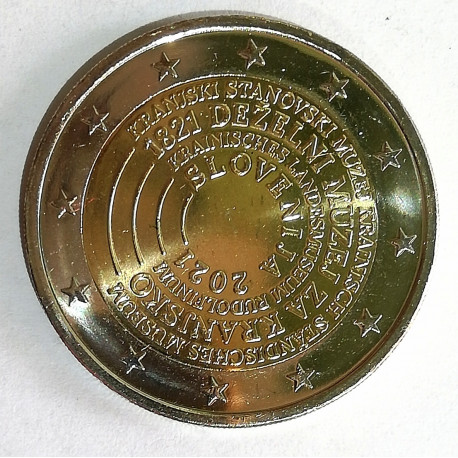 KRANJSKI STANOVSKI MUZEJ KRAINISCH STÄNDISCHES MUSEUM
1821 DEŽELNI MUZEJ ZA KRANJSKO
KRAINISCHES LANDESMUSEUM RUDOLFINUM
SLOVENIJA 2021